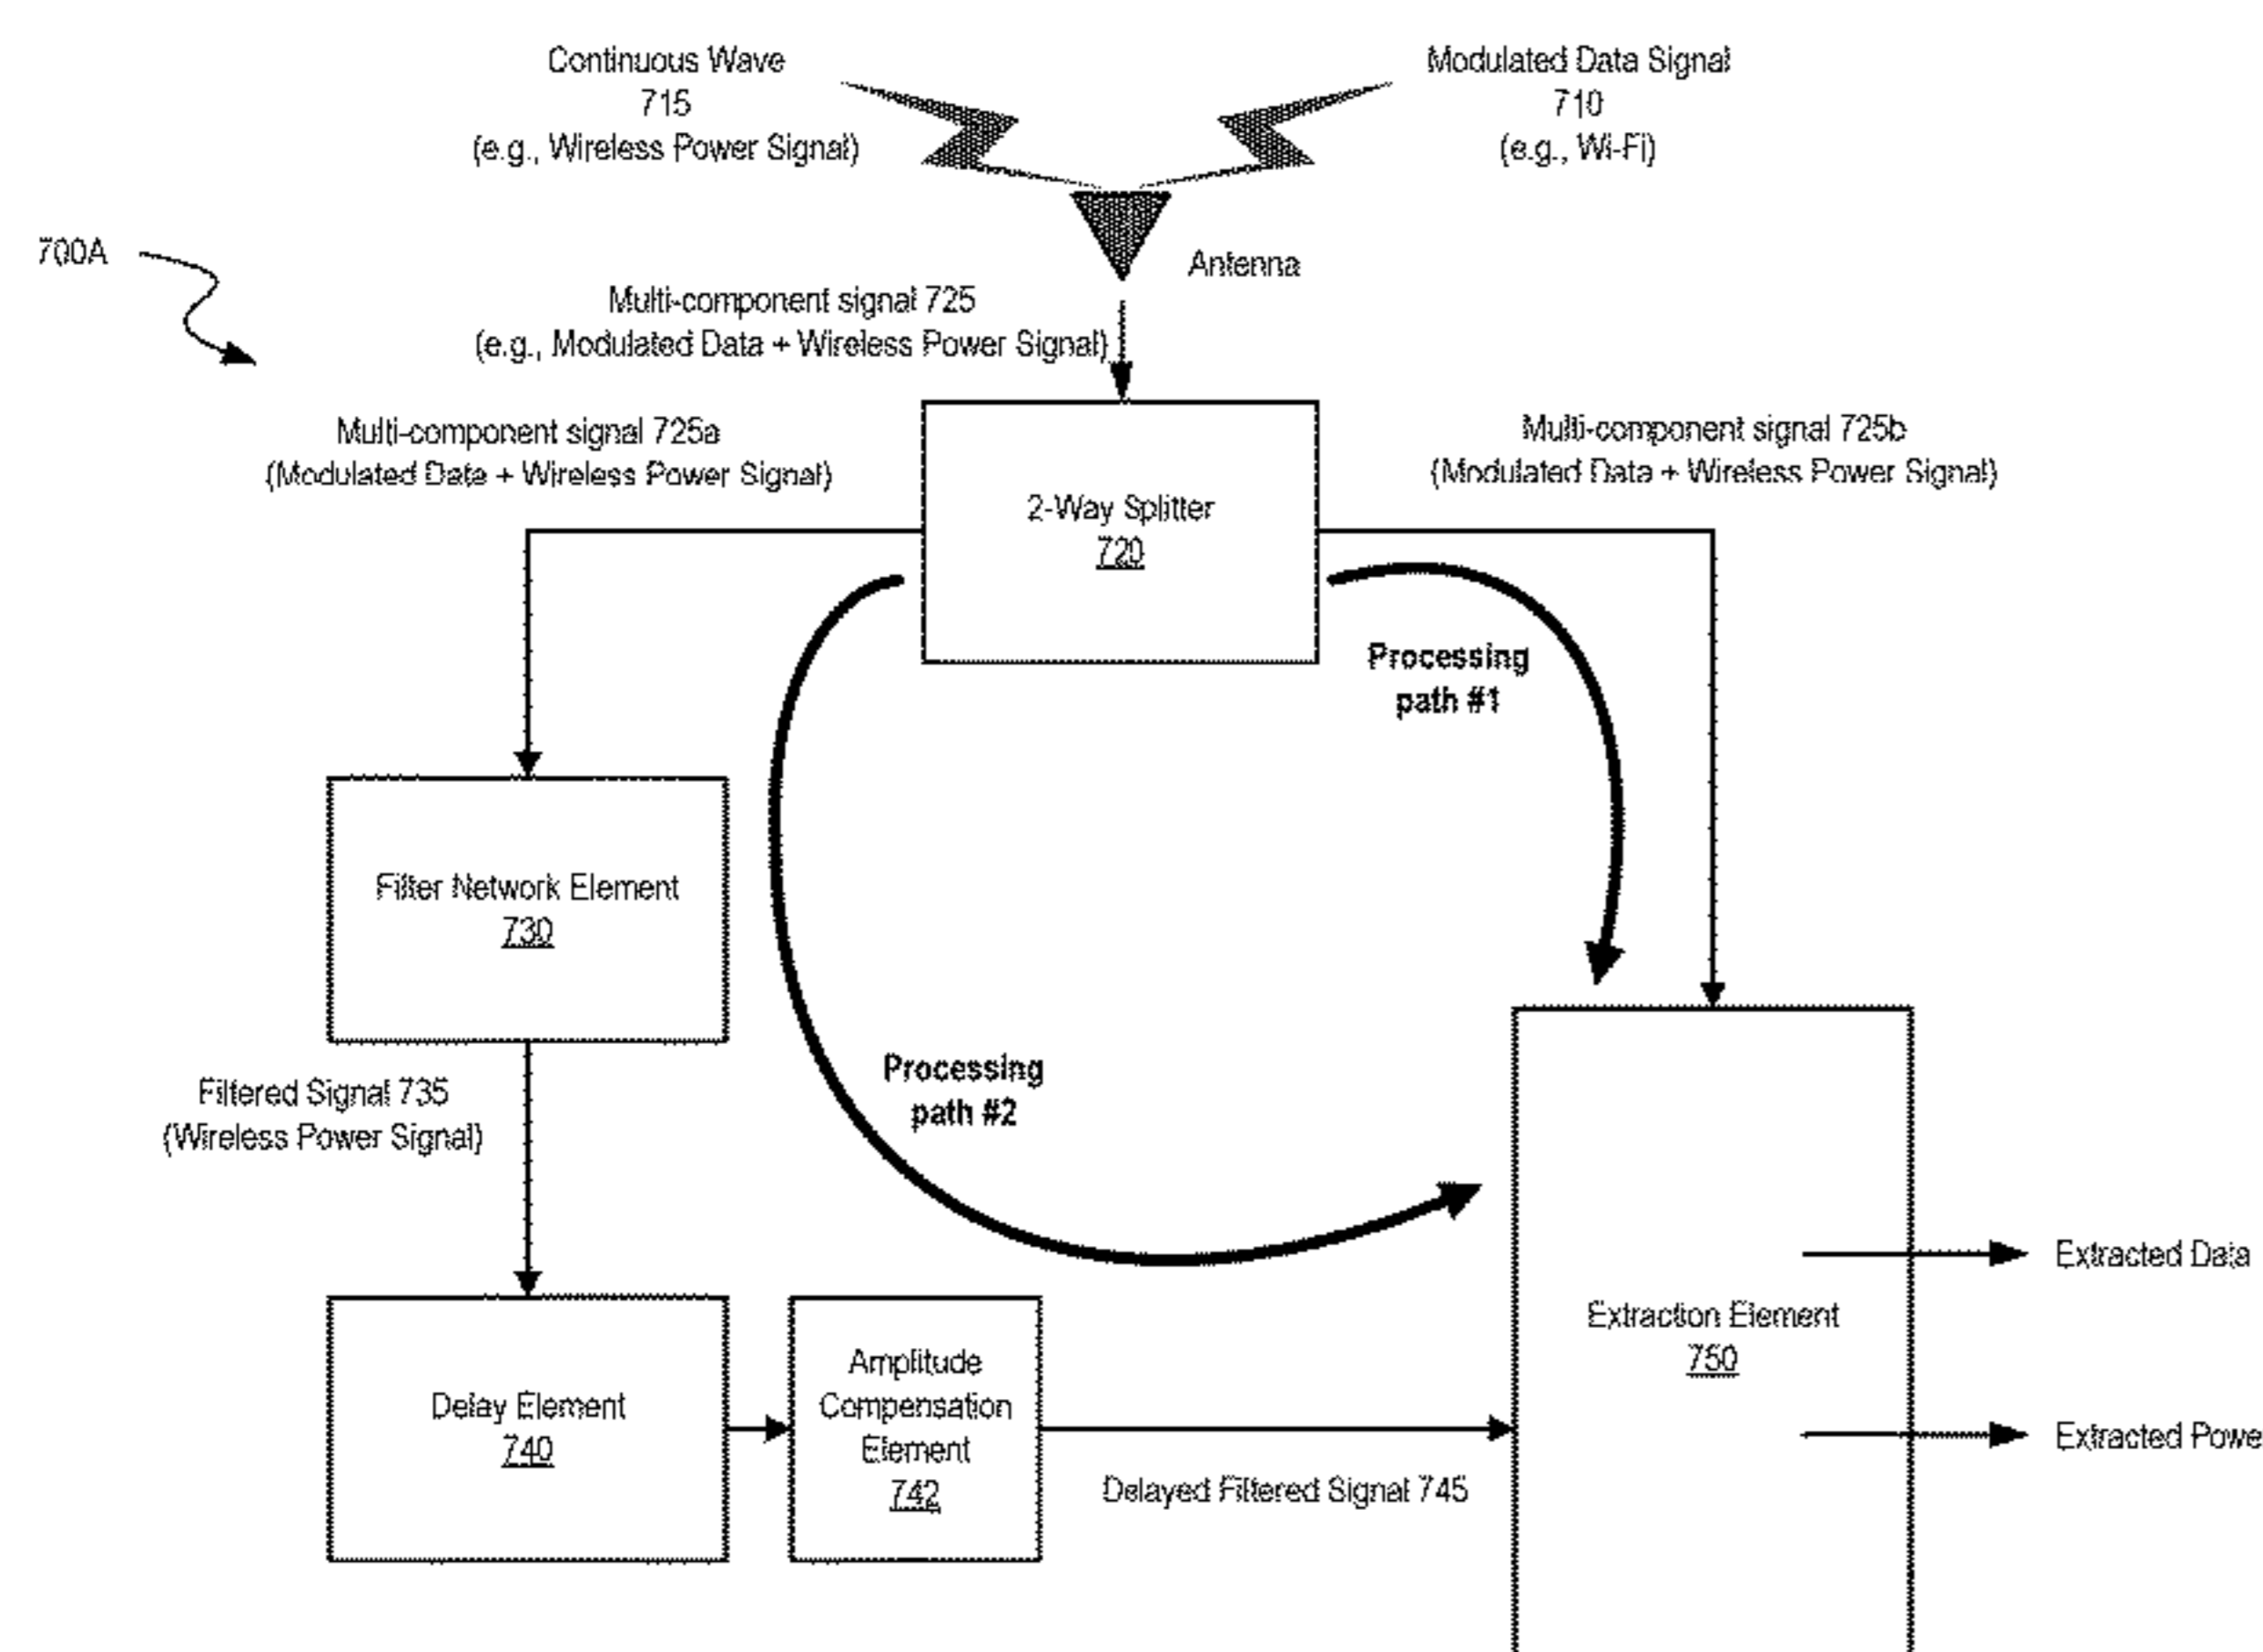 Continuous Wave
715
(e.g., Wireless Power Signal)
Modulated Data Signal
710
(e.g., Wi-Fi)
700A
Antenna
Multi-component signal 725
(e.g., Modulated Data + Wireless Power Signal)
Multi-component signal 725a
(Modulated Data + Wireless Power Signal)
Multi-component signal 725b
(Modulated Data + Wireless Power Signal)
2-Way Splitter
720
Processing
path #1
Filter Network Element
730
Processing
path #2
Filtered Signal 735
(Wireless Power Signal)
Extracted Data
Extraction Element
750
Extracted Powe
Delay Element
740
Amplitude
Compensation
Element
742
Delayed Filtered Signal 745